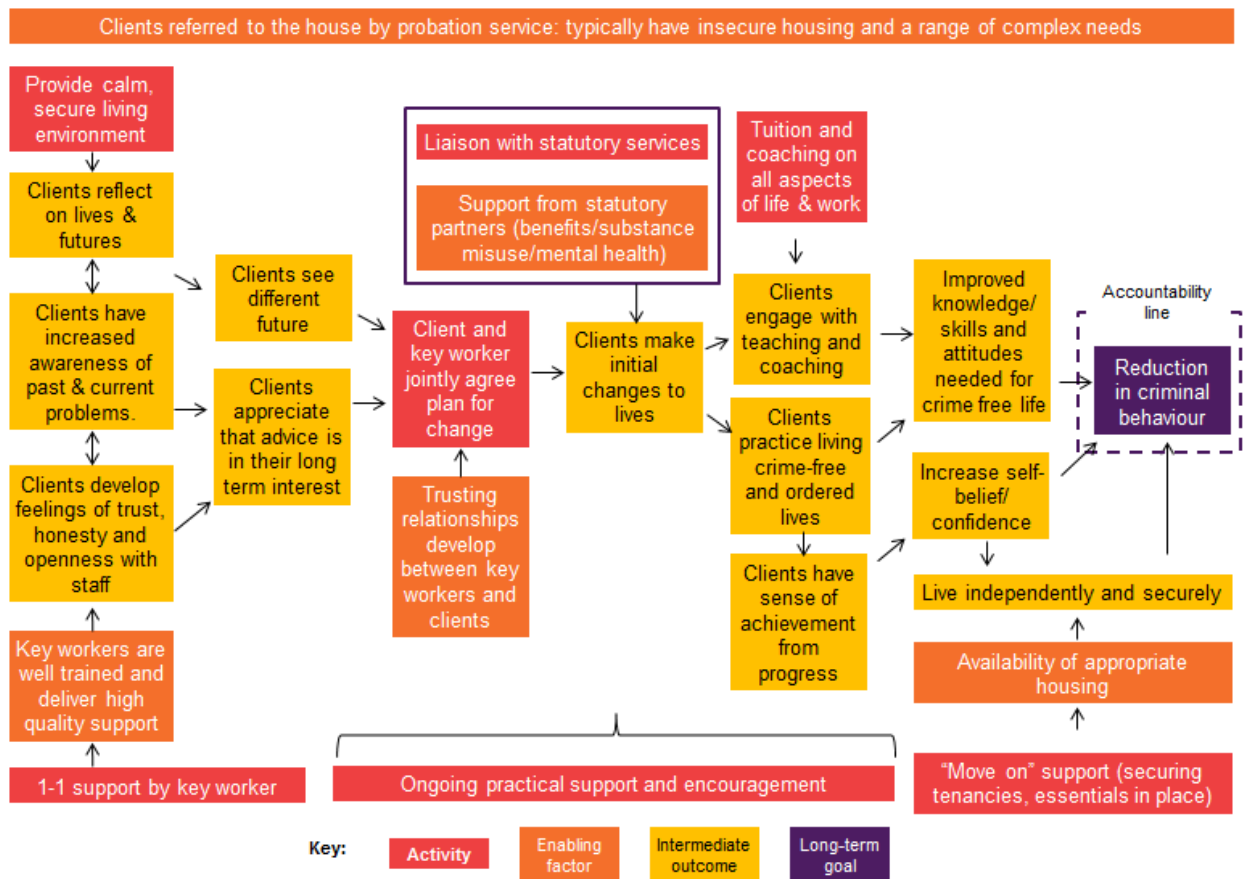 Clients referred to the house by probation service: typically have insecure housing and a range of complex needs
Provide calm,
secure living
environment
Clients reflect
on lives &
futures
Clients have
increased
awareness of
past & current
problems.
Clients develop
feelings of trust,
honesty and
openness with
staff
Key workers are
well trained and
deliver high
quality support
1-1 support by key worker
Clients see
different
future
Clients
appreciate
that advice is
in their long
term interest
Liaison with statutory services
Support from statutory
partners (benefits/substance
misuse/mental health)
Client and
key worker
jointly agree
plan for
change
Trusting
relationships
develop
between key
workers and
clients
Clients make
initial
changes to
lives
Tuition and
coaching on
all aspects
of life & work
Clients
engage with
teaching and
coaching
Clients
practice living
crime-free
and ordered
lives
Clients have
sense of
achievement
from
progress
Improved
knowledge/
skills and
attitudes
needed for
crime free life
Increase self-
belief/
confidence
Accountability
line
Reduction
in criminal
behaviour
Live independently and securely
Availability of appropriate
housing
“Move on” support (securing
tenancies, essentials in place)
Ongoing practical support and encouragement
Key:
Activity
Enabling
factor
Intermediate
outcome
Long-term
goal